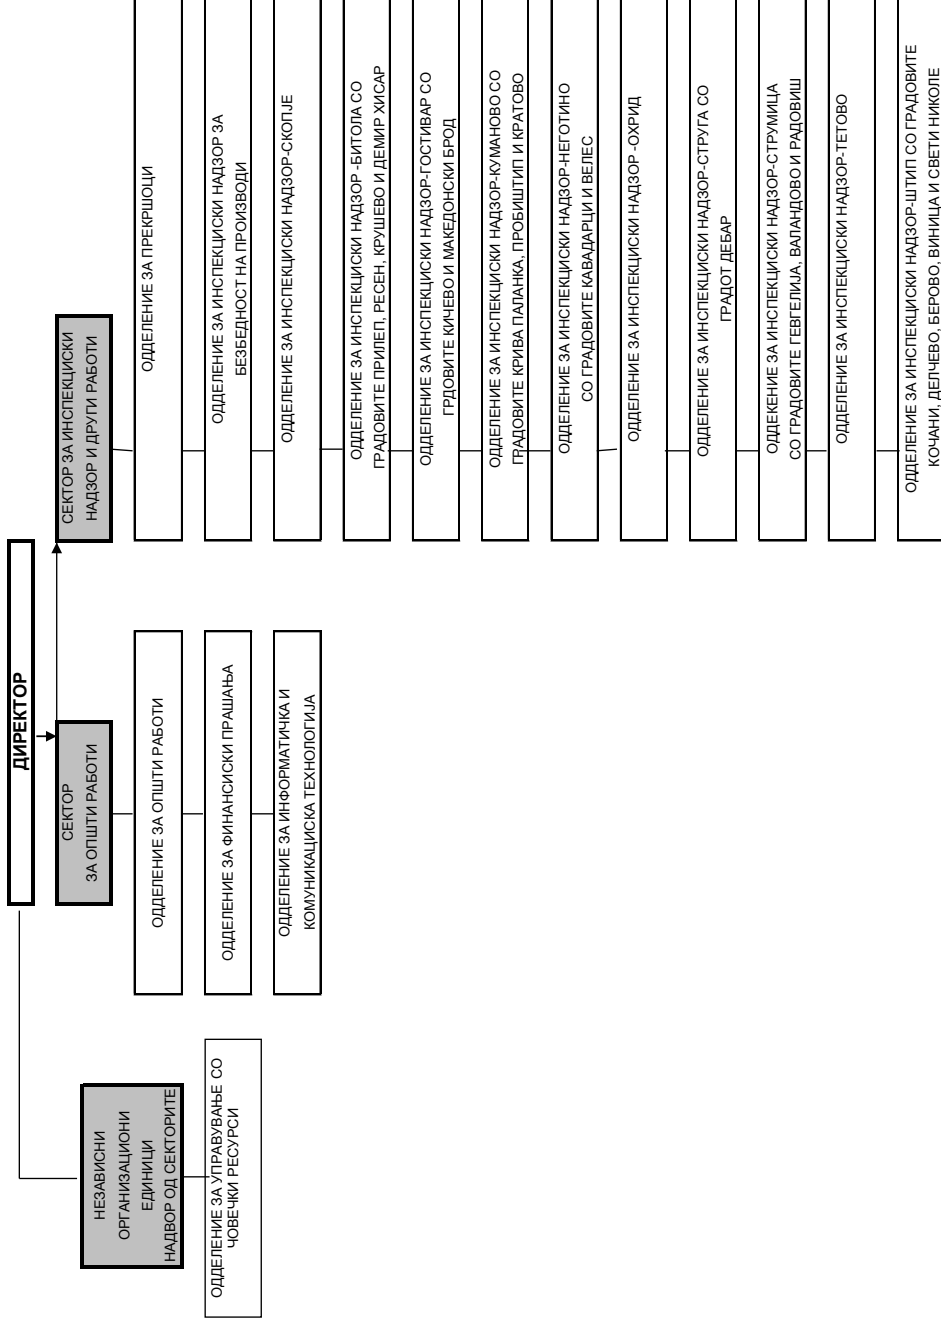 ДИРЕКТОР
НЕЗАВИСНИ
ОРГАНИЗАЦИОНИ
ЕДИНИЦИ
НАДВОР ОД СЕКТОРИТЕ
ОДДЕЛЕНИЕ ЗА УПРАВУВАЊЕ СО
ЧОВЕЧКИ РЕСУРСИ
СЕКТОР
ЗА ОПШТИ РАБОТИ
ОДДЕЛЕНИЕ ЗА ОПШТИ РАБОТИ
ОДДЕЛЕНИЕ ЗА ФИНАНСИСКИ ПРАШАЊА
ОДДЕЛЕНИЕ ЗА ИНФОРМАТИЧКА И
КОМУНИКАЦИСКА ТЕХНОЛОГИЈА
СЕКТОР ЗА ИНСПЕКЦИСКИ
НАДЗОР И ДРУГИ РАБОТИ
ОДДЕЛЕНИЕ ЗА ПРЕКРШОЦИ
ОДДЕЛЕНИЕ ЗА ИНСПЕКЦИСКИ НАДЗОР ЗА
БЕЗБЕДНОСТ НА ПРОИЗВОДИ
ОДДЕЛЕНИЕ ЗА ИНСПЕКЦИСКИ НАДЗОР-СКОПЈЕ
ОДДЕЛЕНИЕ ЗА ИНСПЕКЦИСКИ НАДЗОР -БИТОЛА СО
ГРАДОВИТЕ ПРИЛЕП, РЕСЕН, КРУШЕВО И ДЕМИР ХИСАР
ОДДЕЛЕНИЕ ЗА ИНСПЕКЦИСКИ НАДЗОР-ГОСТИВАР СО
ГРДОВИТЕ КИЧЕВО И МАКЕДОНСКИ БРОД
ОДДЕЛЕНИЕ ЗА ИНСПЕКЦИСКИ НАДЗОР-КУМАНОВО СО
ГРАДОВИТЕ КРИВА ПАЛАНКА, ПРОБИШТИП И КРАТОВО
ОДДЕЛЕНИЕ ЗА ИНСПЕКЦИСКИ НАДЗОР-НЕГОТИНО
СО ГРАДОВИТЕ КАВАДАРЦИ И ВЕЛЕС
ОДДЕЛЕНИЕ ЗА ИНСПЕКЦИСКИ НАДЗОР -ОХРИД
ОДДЕЛЕНИЕ ЗА ИНСПЕКЦИСКИ НАДЗОР-СТРУГА СО
ГРАДОТ ДЕБАР
ОДДЕКЕНИЕ ЗА ИНСПЕКЦИСКИ НАДЗОР-СТРУМИЦА
СО ГРАДОВИТЕ ГЕВГЕЛИЈА, ВАЛАНДОВО И РАДОВИШ
ОДДЕЛЕНИЕ ЗА ИНСПЕКЦИСКИ НАДЗОР-ТЕТОВО
ОДДЕЛЕНИЕ ЗА ИНСПЕКЦИСКИ НАДЗОР-ШТИП СО ГРАДОВИТЕ
КОЧАНИ, ДЕЛЧЕВО, БЕРОВО, ВИНИЦА И СВЕТИ НИКОЛЕ